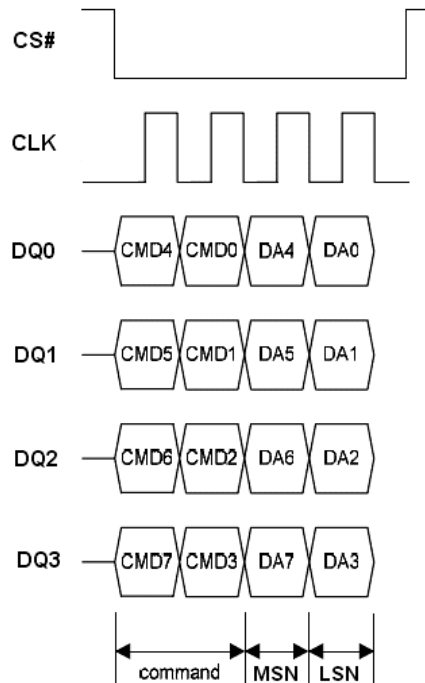 CS#
CLK
DQ0 CMD4 CMD0 DA4 DA0
DQ1 CMD5 CMD1 DA5 DA1
DQ2 CMD6 CMD2 DA6 DA2
DQ3 CMD7 CMD3 DA7 DA3
command MSN LSN